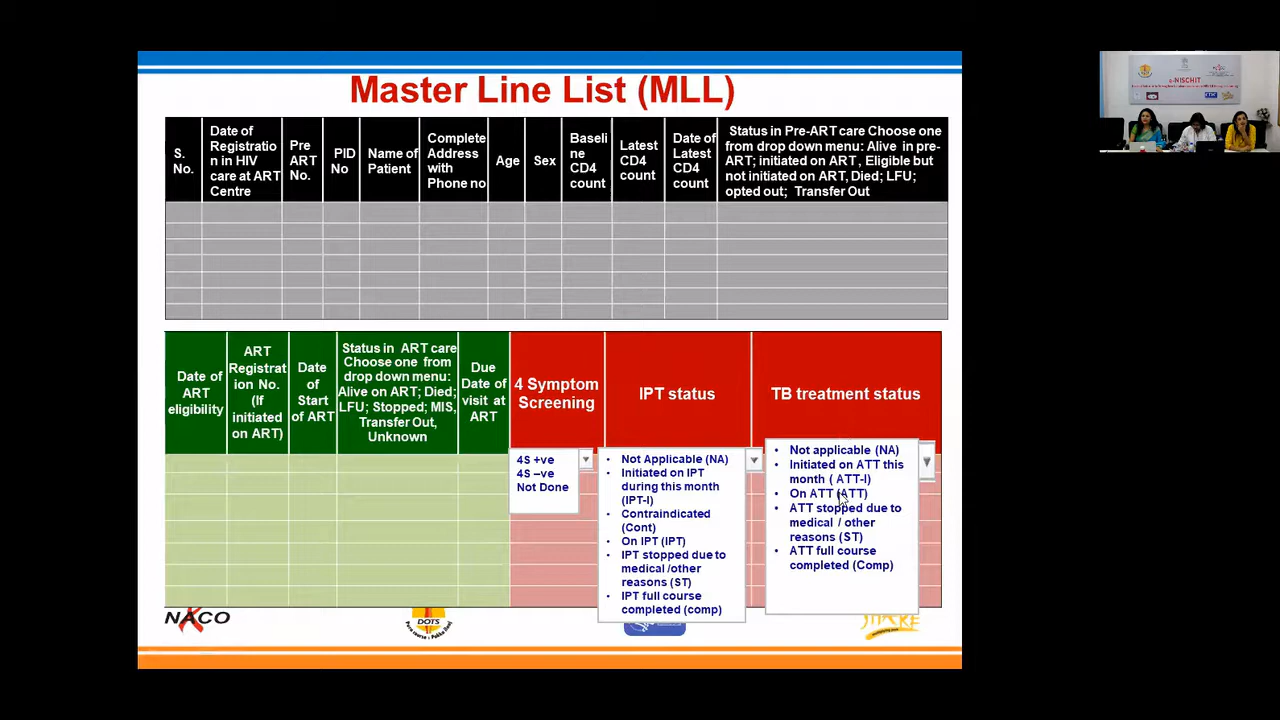 Master Line List (MLL)
S.
No.
Date of
Registratio
n in HIV
care at ART
Centre
Pre
ART
No.
PID
No
Name of
Patient
Complete
Address
with
Phone no
Age
Sex
Baseli
ne
CD4
count
Latest
CD4
count
Date of
Latest
CD4
count
Status in Pre-ART care Choose one
from drop down menu: Alive in pre-
ART; initiated on ART , Eligible but
not initiated on ART, Died; LFU;
opted out; Transfer Out
Date of
ART
eligibility
ART
Registrat
ion No.
(If
initiated
on ART)
Date
of
Start
of ART
Status in ART care
Choose one from
drop down menu:
Alive on ART; Died;
LFU; Stopped; MIS,
Transfer Out,
Unknown
Due
Date of
visit at
ART
4 Symptom
Screening
IPT status
TB treatment status
4S +ve
4S –ve
Not Done
• Not Applicable (NA)
• Initiated on IPT
during this month
(IPT-I)
• Contraindicated
(Cont)
• On IPT (IPT)
• IPT stopped due to
medical /other
reasons (ST)
• IPT full course
completed (comp)
• Not applicable (NA)
• Initiated on ATT this
month ( ATT-I)
• On ATT (ATT)
• ATT stopped due to
medical / other
reasons (ST)
• ATT full course
completed (Comp)
NACO
DOTS
e-NISCHIT